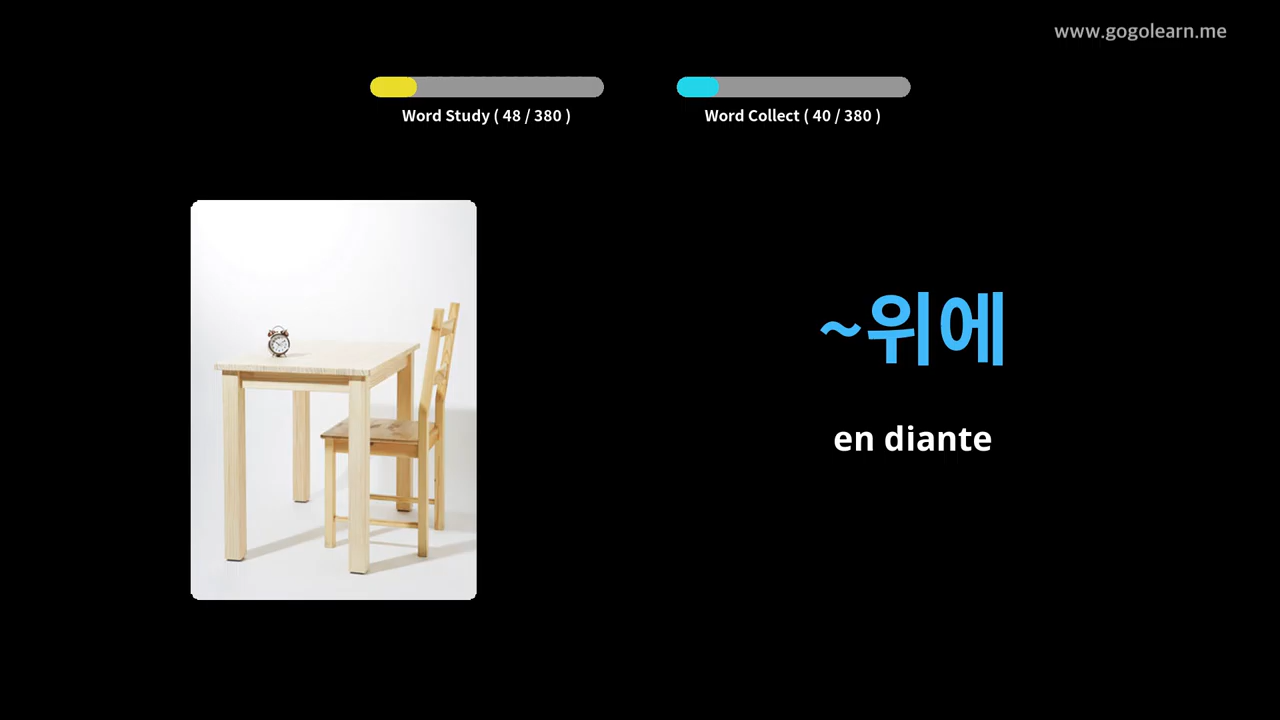 www.gogolearn.me
Word Study ( 48 / 380 )
Word Collect ( 40 / 380 )
~위에
en diante